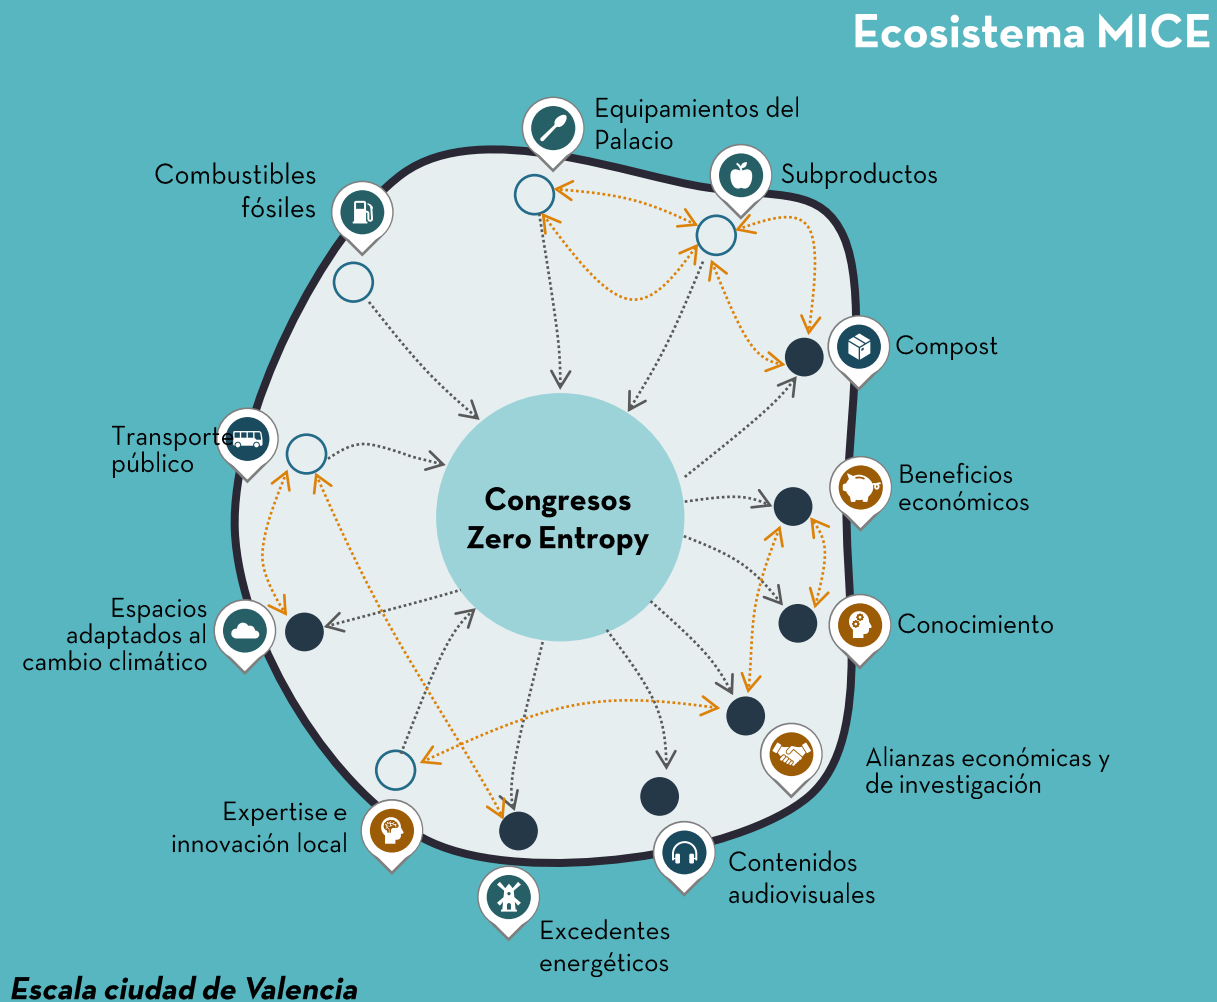 Ecosistema MICE
Equipamientos del
Palacio
Subproductos
Combustibles
fósiles
Compost
Transporte
público
Beneficios
económicos
Congresos
Zero Entropy
Espacios
adaptados al
cambio climático
Conocimiento
Alianzas económicas y
de investigación
Expertise e
innovación local
Contenidos
audiovisuales
Excedentes
energéticos
Escala ciudad de Valencia